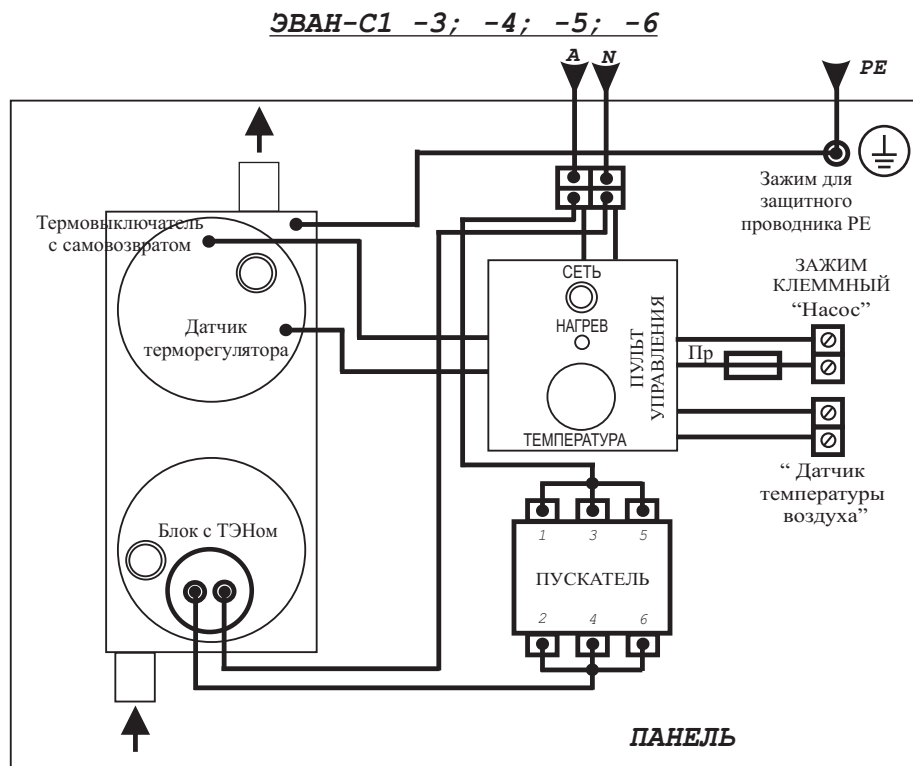 ЭВАН-С1 -3; -4; -5; -6
A N
PE
Зажим для
защитного
проводника PE
Термовыключатель
с самовозвратом
Датчик
терморегулятора
СЕТЬ
НАГРЕВ
ТЕМПЕРАТУРА
ПУЛЬТ
УПРАВЛЕНИЯ
ЗАЖИМ
КЛЕММНЫЙ
“Насос”
Пр
“ Датчик
температуры
воздуха”
Блок с ТЭНом
1 3 5
ПУСКАТЕЛЬ
2 4 6
ПАНЕЛЬ